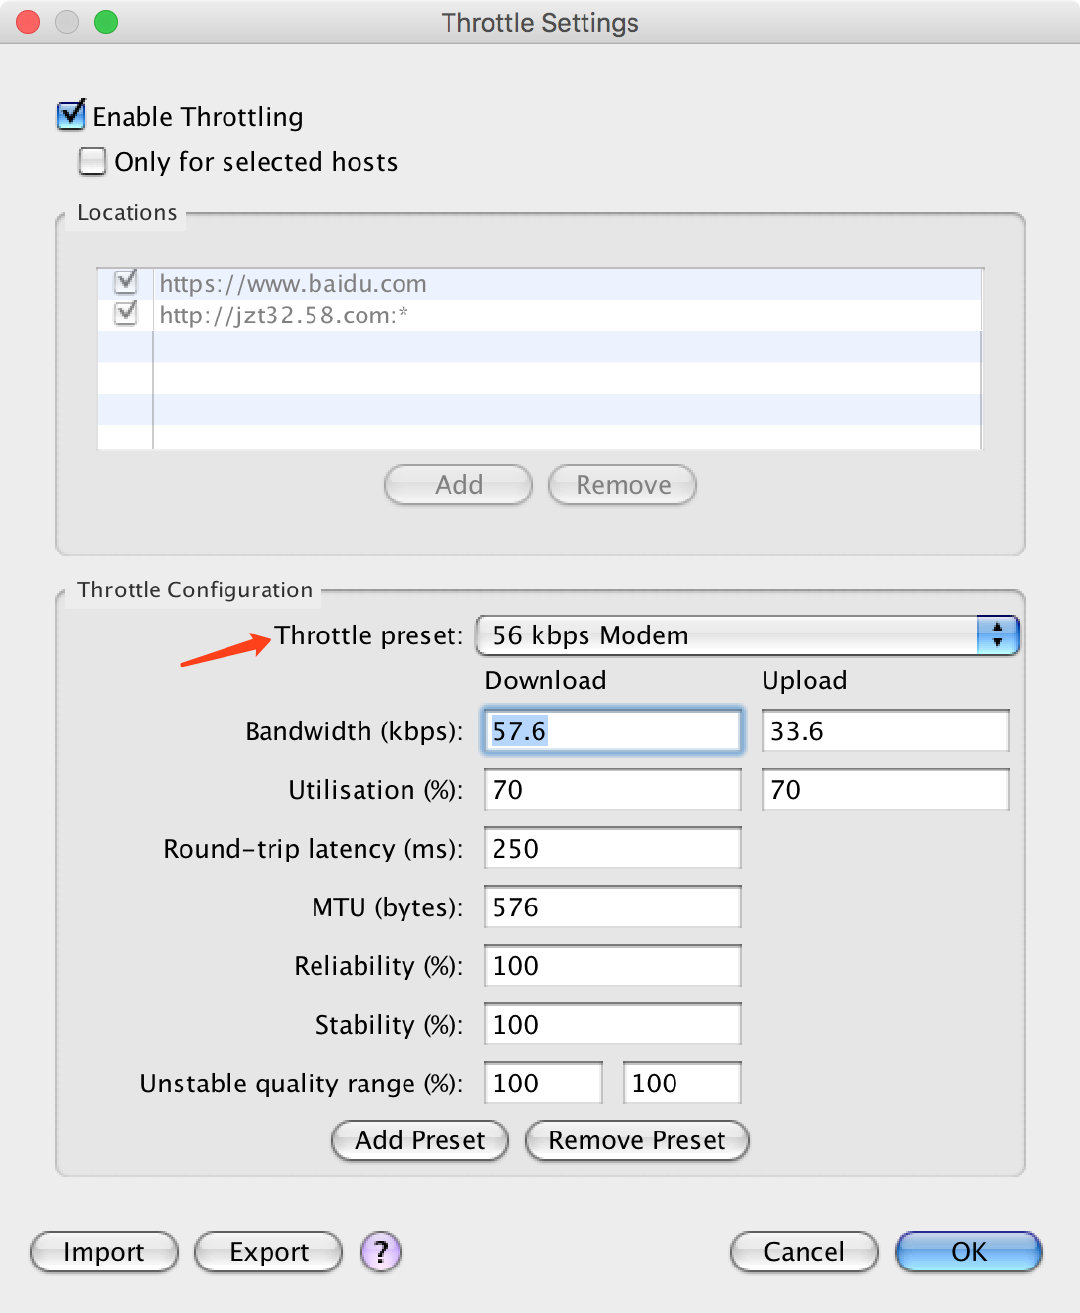 Throttle Settings
Enable Throttling
Only for selected hosts
Locations
https://www.baidu.com
http://jzt32.58.com:*
Add Remove
Throttle Configuration
Throttle preset: 56 kbps Modem
Download Upload
Bandwidth (kbps): 57.6 33.6
Utilisation (%): 70 70
Round-trip latency (ms): 250
MTU (bytes): 576
Reliability (%): 100
Stability (%): 100
Unstable quality range (%): 100 100
Add Preset Remove Preset
Import Export ? Cancel OK